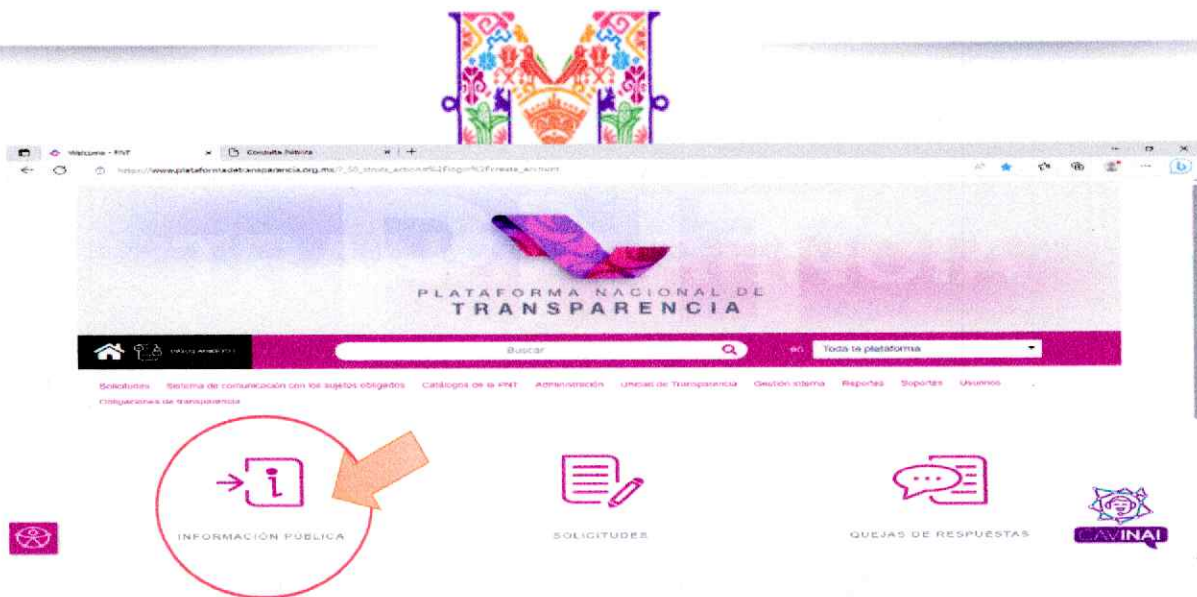 Welcome - PNT
Consulta Pública
PLATAFORMA NACIONAL DE
TRANSPARENCIA
Buscar
en
Toda la plataforma
Solicitudes Sistema de comunicación con los sujetos obligados Catálogos de la PNT Administración Unidad de Transparencia Gestión interna Reportes Soportes Usuarios
Obligaciones de transparencia
INFORMACIÓN PÚBLICA
SOLICITUDES
QUEJAS DE RESPUESTAS
CAVINAI